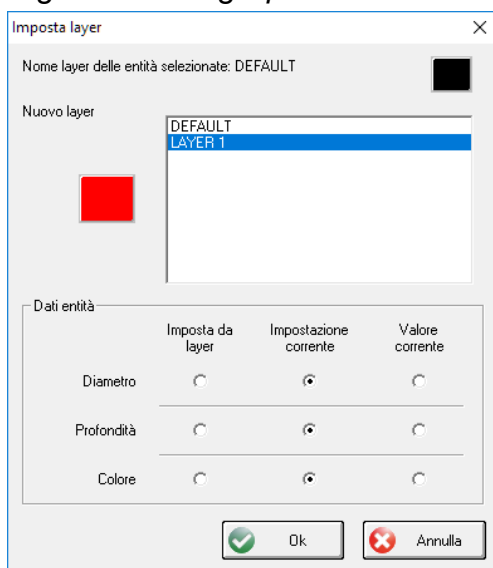 Imposta layer
Nome layer delle entità selezionate: DEFAULT
Nuovo layer
DEFAULT
LAYER 1
Dati entità
Imposta da layer
Impostazione corrente
Valore corrente
Diametro
Profondità
Colore
Ok
Annulla